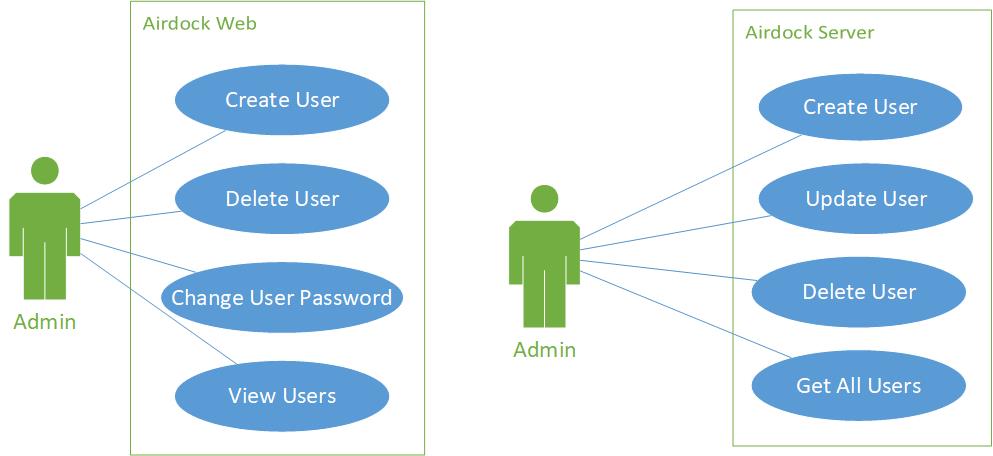 Airdock Web
Create User
Delete User
Change User Password
View Users
Admin
Airdock Server
Create User
Update User
Delete User
Get All Users
Admin